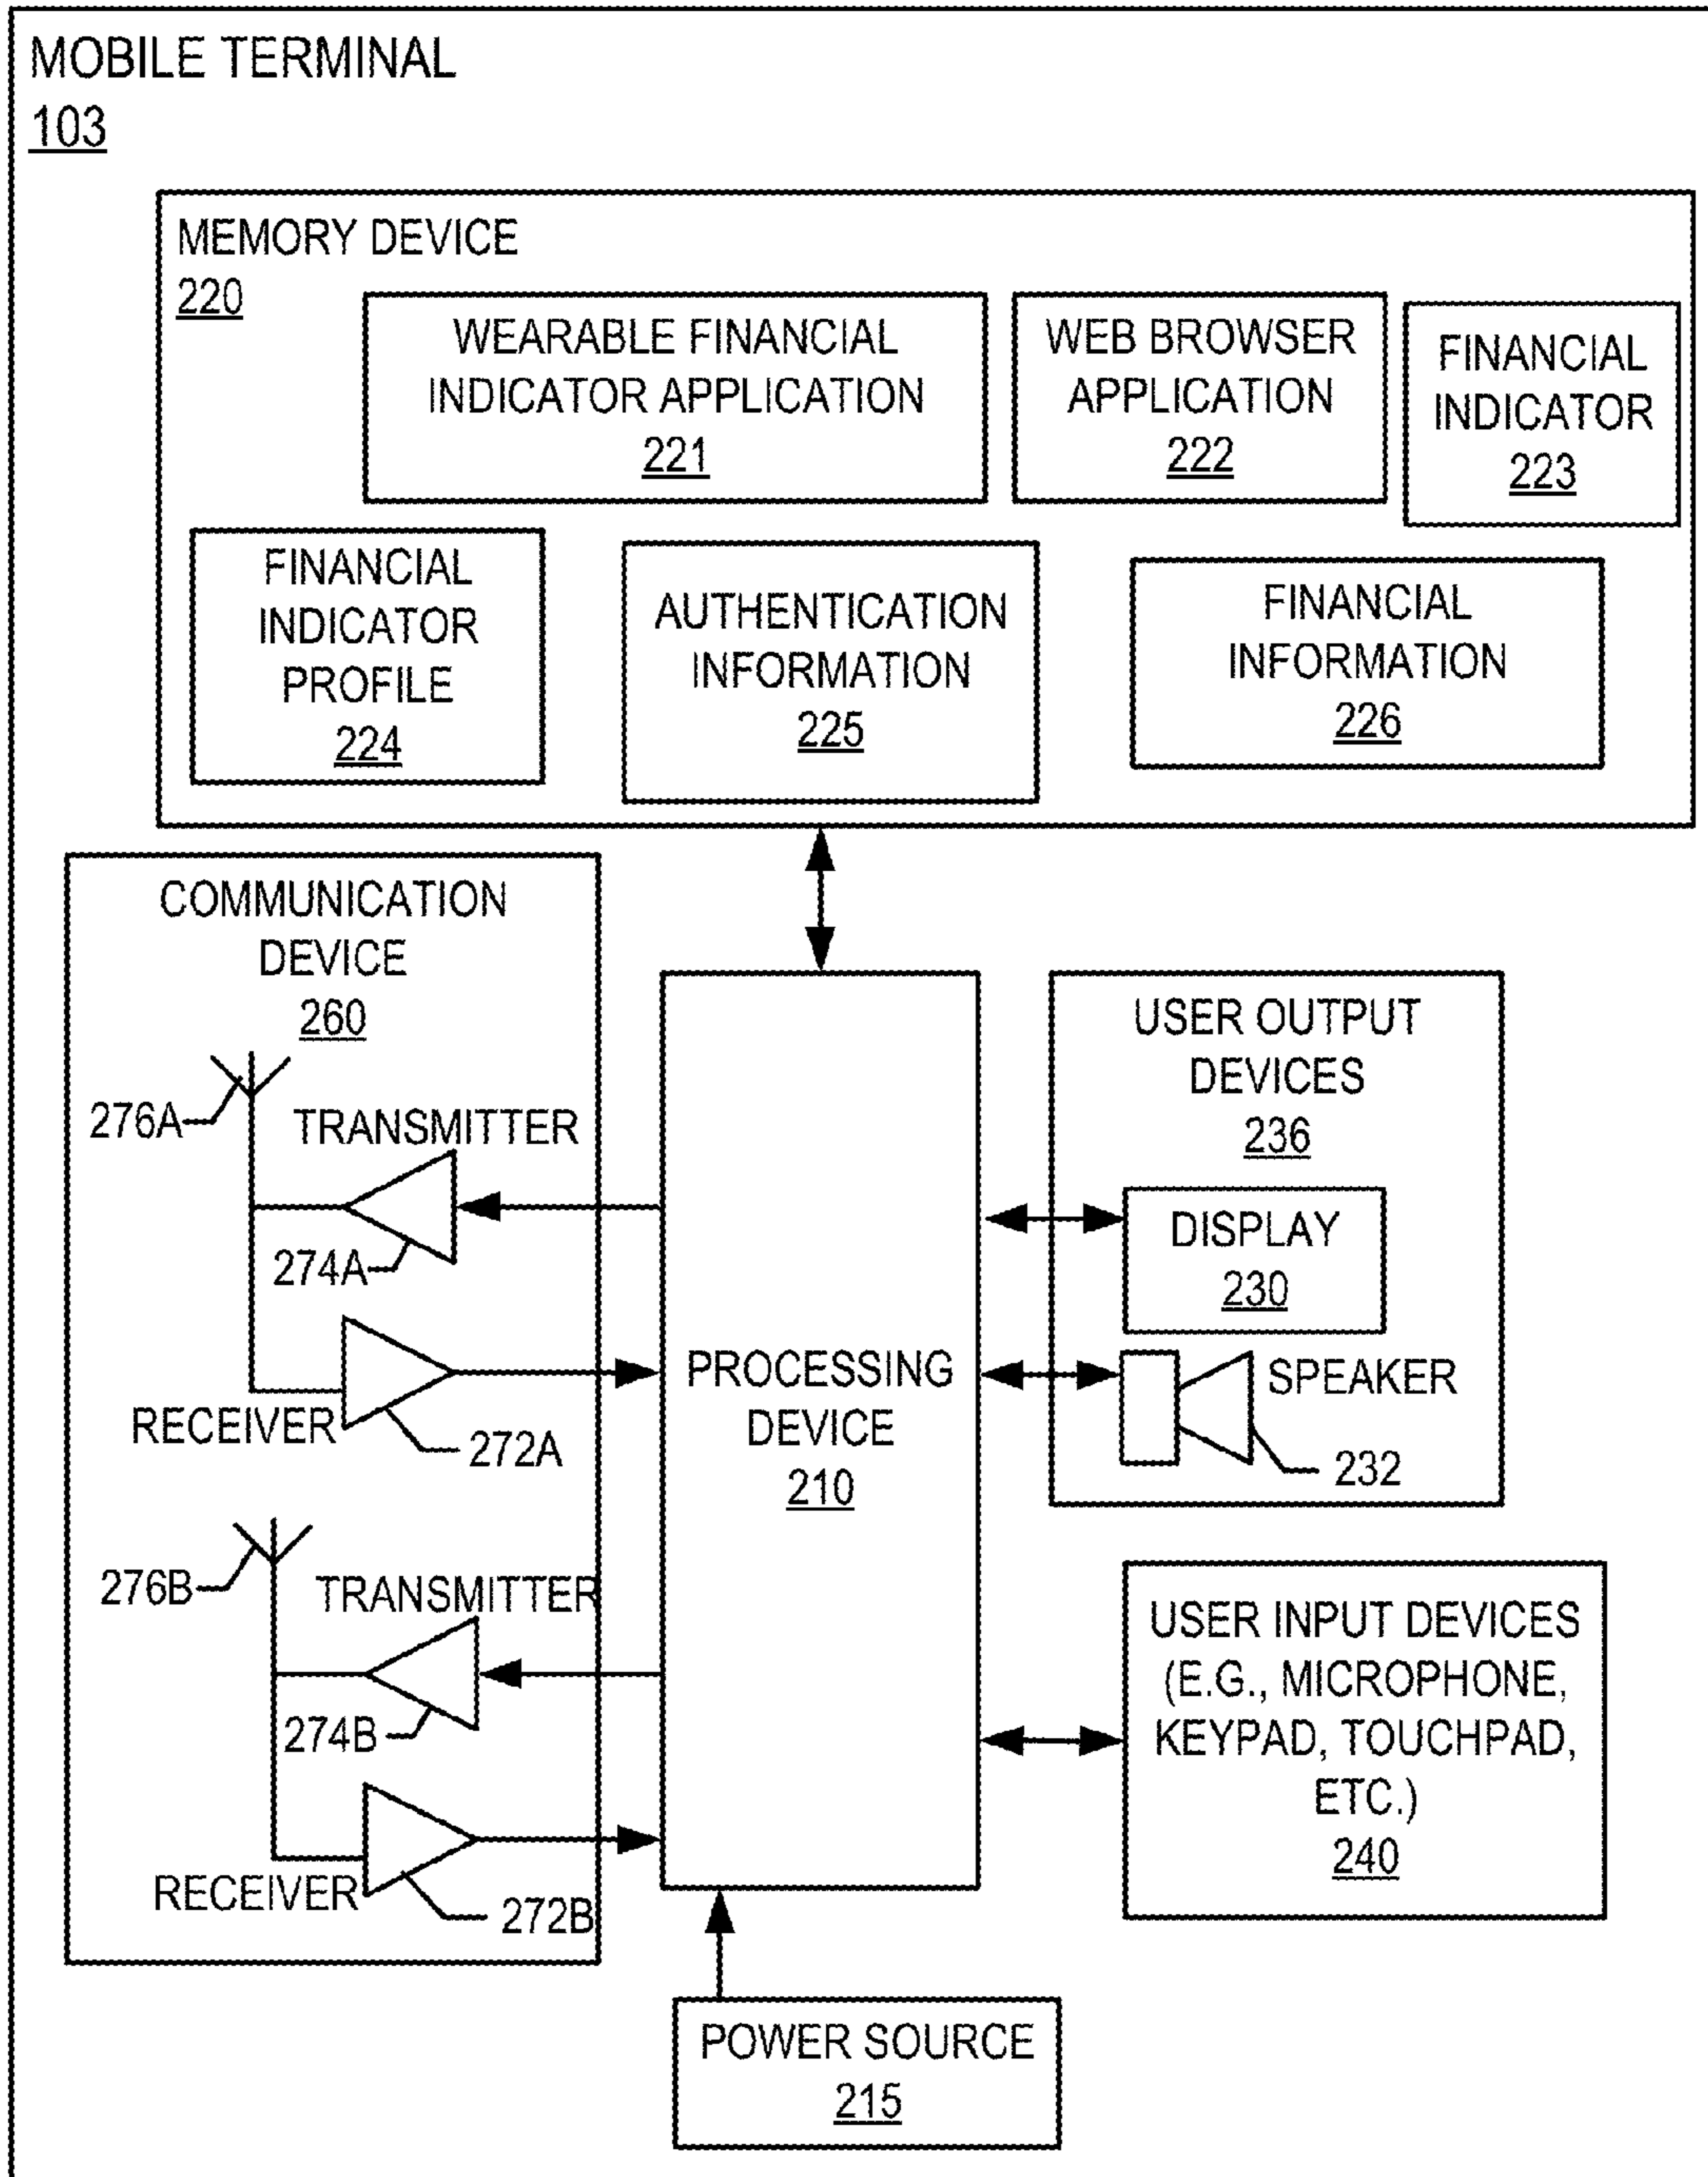 MOBILE TERMINAL
103
MEMORY DEVICE
220
WEARABLE FINANCIAL
INDICATOR APPLICATION
221
WEB BROWSER
APPLICATION
222
FINANCIAL
INDICATOR
223
FINANCIAL
INDICATOR
PROFILE
224
AUTHENTICATION
INFORMATION
225
FINANCIAL
INFORMATION
226
COMMUNICATION
DEVICE
260
276A
TRANSMITTER
274A
RECEIVER
272A
276B
TRANSMITTER
274B
RECEIVER
272B
PROCESSING
DEVICE
210
USER OUTPUT
DEVICES
236
DISPLAY
230
SPEAKER
232
USER INPUT DEVICES
(E.G., MICROPHONE,
KEYPAD, TOUCHPAD,
ETC.)
240
POWER SOURCE
215